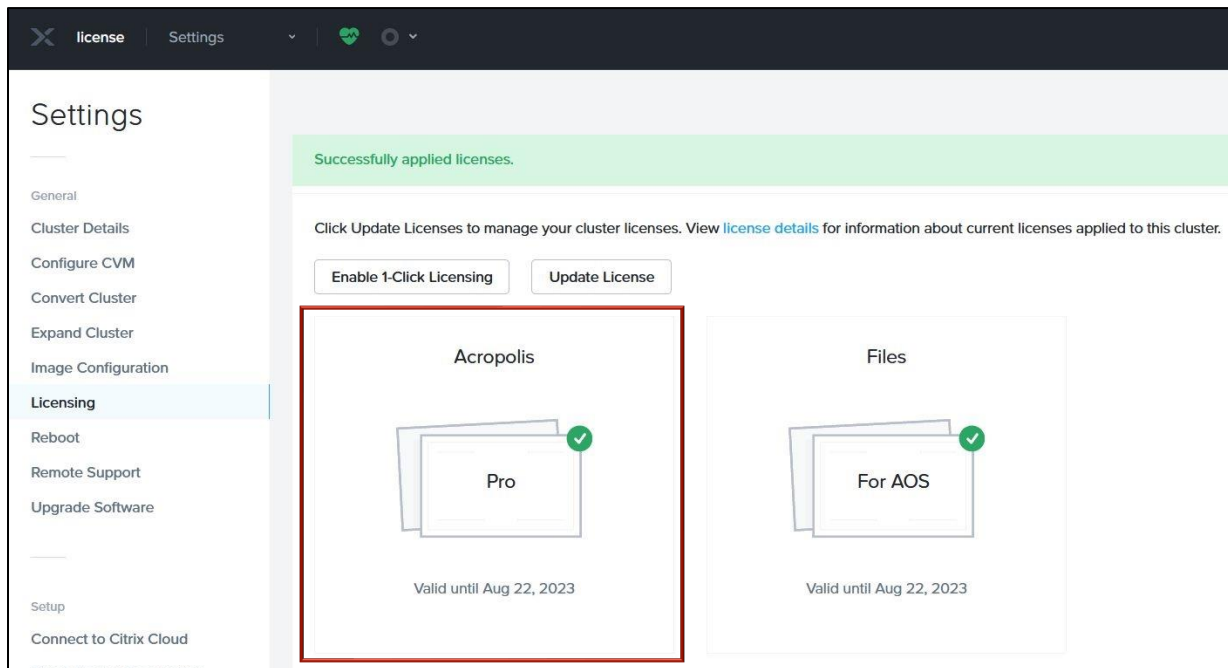 license Settings
Settings
General
Cluster Details
Configure CVM
Convert Cluster
Expand Cluster
Image Configuration
Licensing
Reboot
Remote Support
Upgrade Software
Setup
Connect to Citrix Cloud
Successfully applied licenses.
Click Update Licenses to manage your cluster licenses. View license details for information about current licenses applied to this cluster.
Enable 1-Click Licensing Update License
Acropolis
Pro
Valid until Aug 22, 2023
Files
For AOS
Valid until Aug 22, 2023